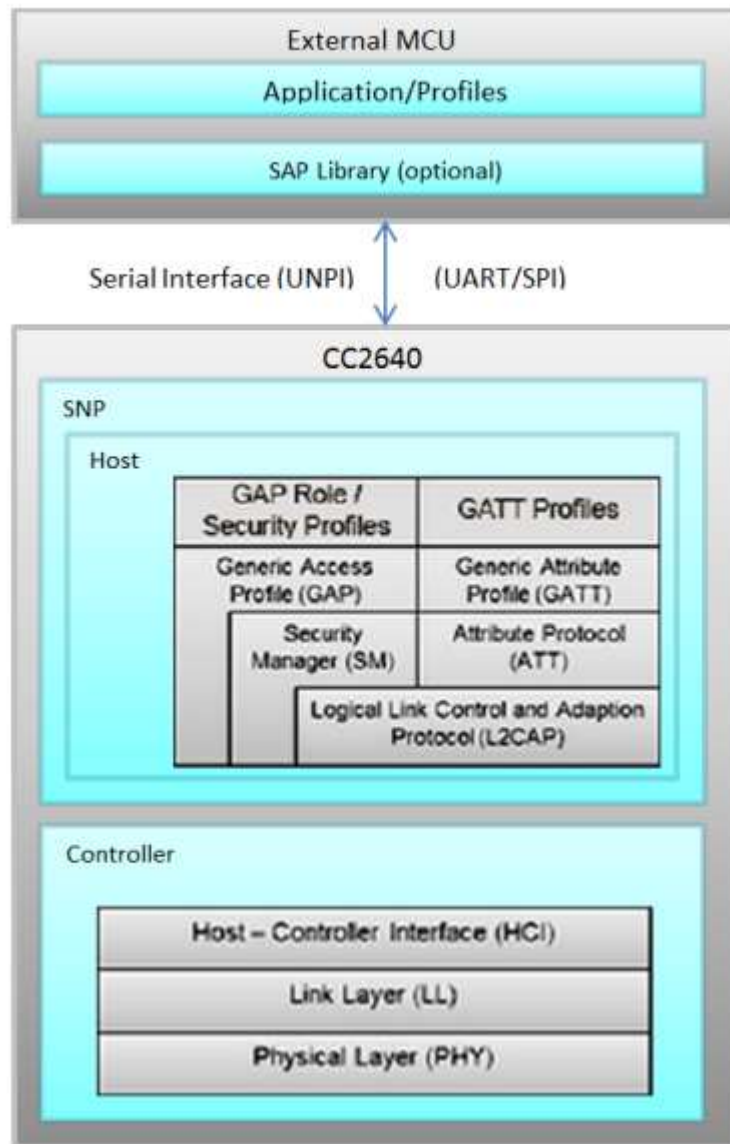 External MCU
Application/Profiles
SAP Library (optional)
Serial Interface (UNPI) (UART/SPI)
CC2640
SNP
Host
GAP Role /
Security Profiles
GATT Profiles
Generic Access
Profile (GAP)
Generic Attribute
Profile (GATT)
Security
Manager (SM)
Attribute Protocol
(ATT)
Logical Link Control and Adaption
Protocol (L2CAP)
Controller
Host – Controller Interface (HCI)
Link Layer (LL)
Physical Layer (PHY)